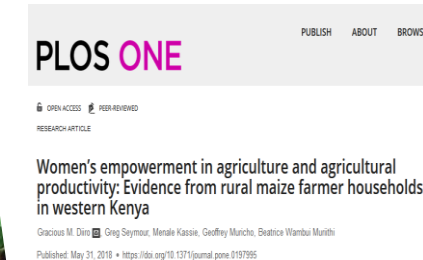 PUBLISH ABOUT BROWS
PLOS ONE
OPEN ACCESS PEER-REVIEWED
RESEARCH ARTICLE
Women's empowerment in agriculture and agricultural
productivity: Evidence from rural maize farmer households
in western Kenya
Gracious M. Diiro, Greg Seymour, Menale Kassie, Geoffrey Muricho, Beatrice Wambui Muriithi
Published: May 31, 2018 • https://doi.org/10.1371/journal.pone.0197995